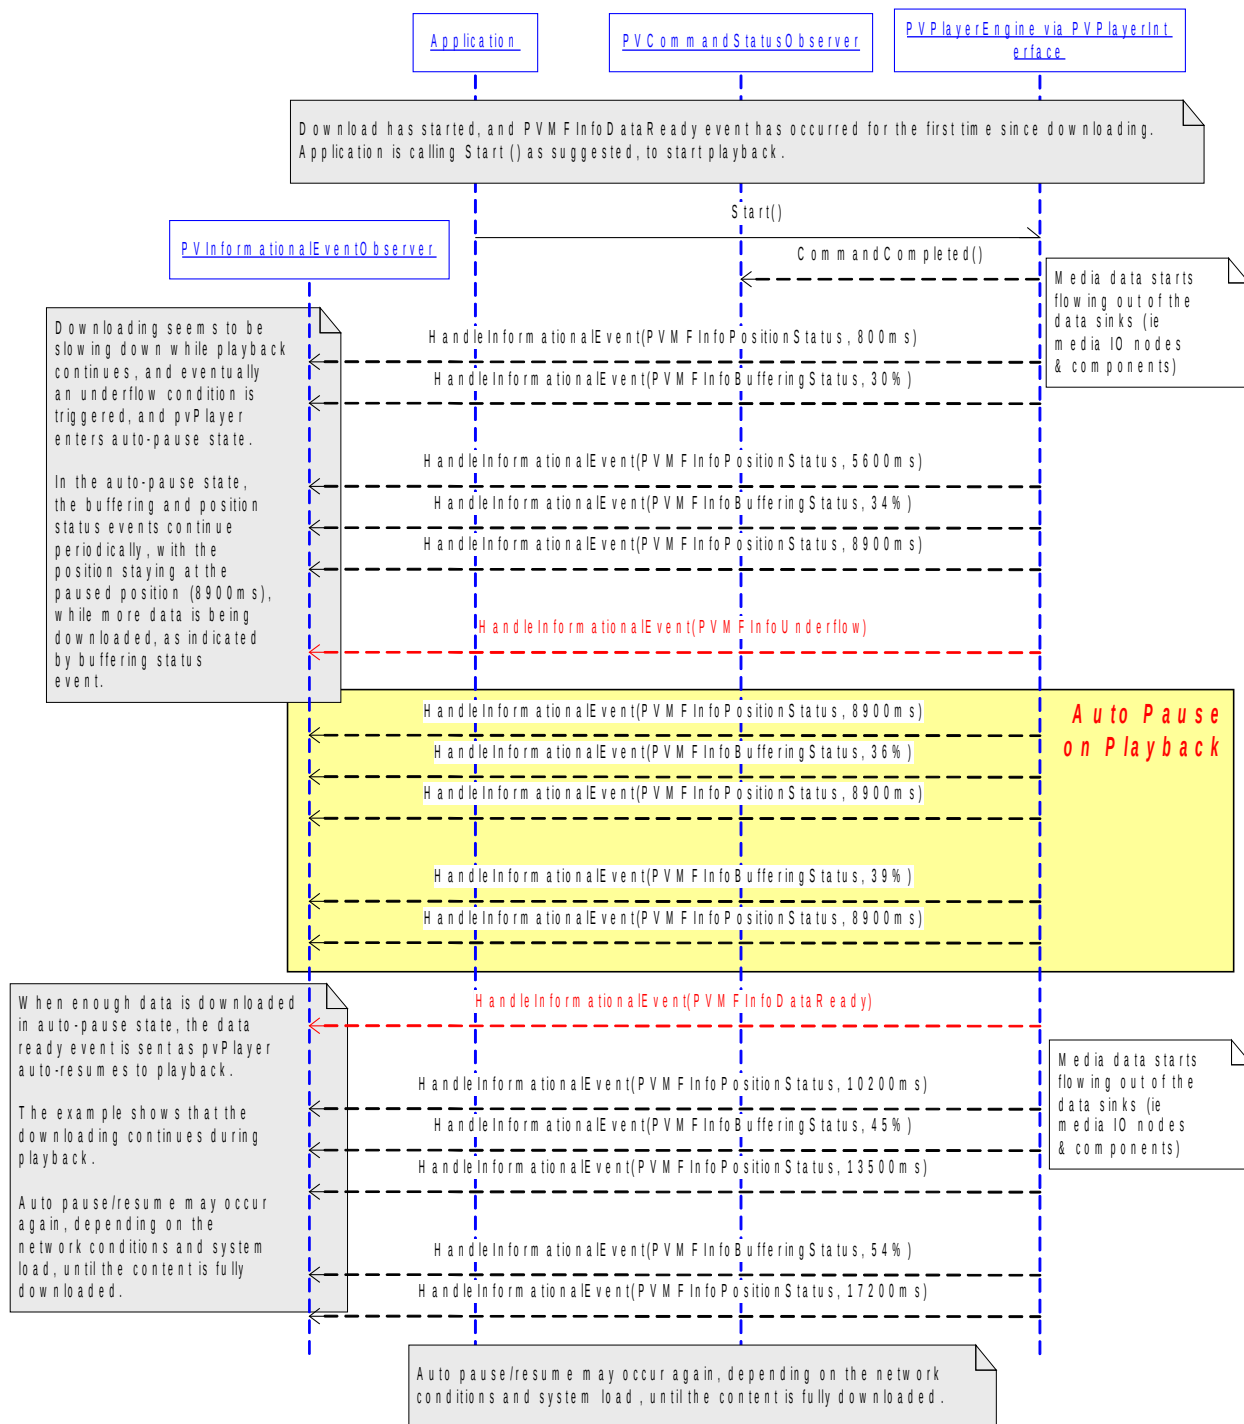 Application
PVCommandStatusObserver
PVPlayerEngine via PVPlayerInt
erface
Download has started, and PVMFInfoDataReady event has occurred for the first time since downloading.
Application is calling Start () as suggested, to start playback.
Start()
PVInformationalEventObserver
CommandCompleted()
Media data starts
flowing out of the
data sinks (ie
media IO nodes
& components)
Downloading seems to be
slowing down while playback
continues, and eventually
an underflow condition is
triggered, and pvPlayer
enters auto-pause state.
In the auto-pause state,
the buffering and position
status events continue
periodically, with the
position staying at the
paused position (8900ms),
while more data is being
downloaded, as indicated
by buffering status
event.
HandleInformationalEvent(PVMFInfoPositionStatus, 800ms)
HandleInformationalEvent(PVMFInfoBufferingStatus, 30%)
HandleInformationalEvent(PVMFInfoPositionStatus, 5600ms)
HandleInformationalEvent(PVMFInfoBufferingStatus, 34%)
HandleInformationalEvent(PVMFInfoPositionStatus, 8900ms)
HandleInformationalEvent(PVMFInfoUnderflow)
Auto Pause
on Playback
HandleInformationalEvent(PVMFInfoPositionStatus, 8900ms)
HandleInformationalEvent(PVMFInfoBufferingStatus, 36%)
HandleInformationalEvent(PVMFInfoPositionStatus, 8900ms)
HandleInformationalEvent(PVMFInfoBufferingStatus, 39%)
HandleInformationalEvent(PVMFInfoPositionStatus, 8900ms)
When enough data is downloaded
in auto-pause state, the data
ready event is sent as pvPlayer
auto-resumes to playback.
The example shows that the
downloading continues during
playback.
Auto pause/resume may occur
again, depending on the
network conditions and system
load, until the content is fully
downloaded.
HandleInformationalEvent(PVMFInfoDataReady)
Media data starts
flowing out of the
data sinks (ie
media IO nodes
& components)
HandleInformationalEvent(PVMFInfoPositionStatus, 10200ms)
HandleInformationalEvent(PVMFInfoBufferingStatus, 45%)
HandleInformationalEvent(PVMFInfoPositionStatus, 13500ms)
HandleInformationalEvent(PVMFInfoBufferingStatus, 54%)
HandleInformationalEvent(PVMFInfoPositionStatus, 17200ms)
Auto pause/resume may occur again, depending on the network
conditions and system load, until the content is fully downloaded.